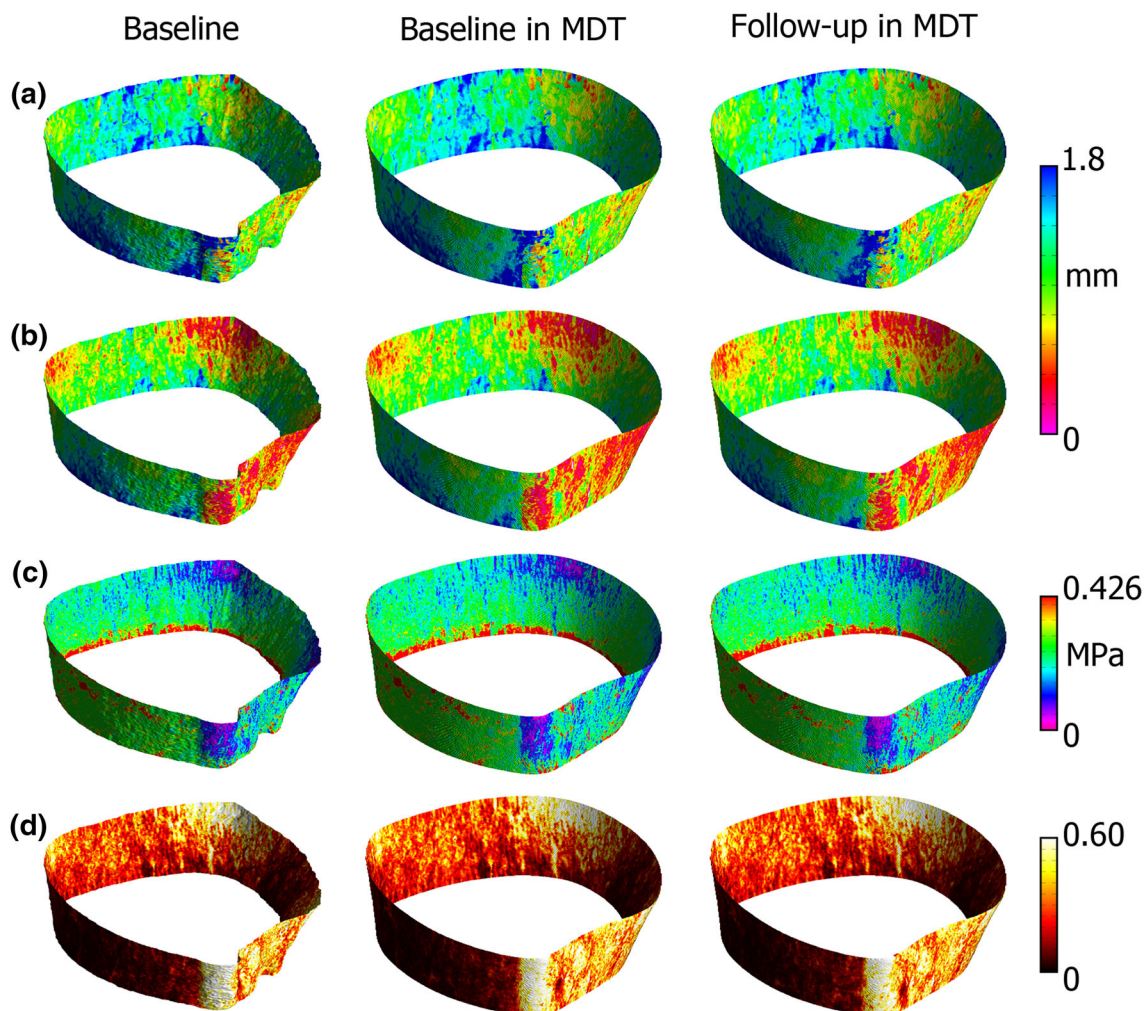 Baseline
Baseline in MDT
Follow-up in MDT
(a)
1.8
mm
(b)
0
(c)
0.426
MPa
0
(d)
0.60
0